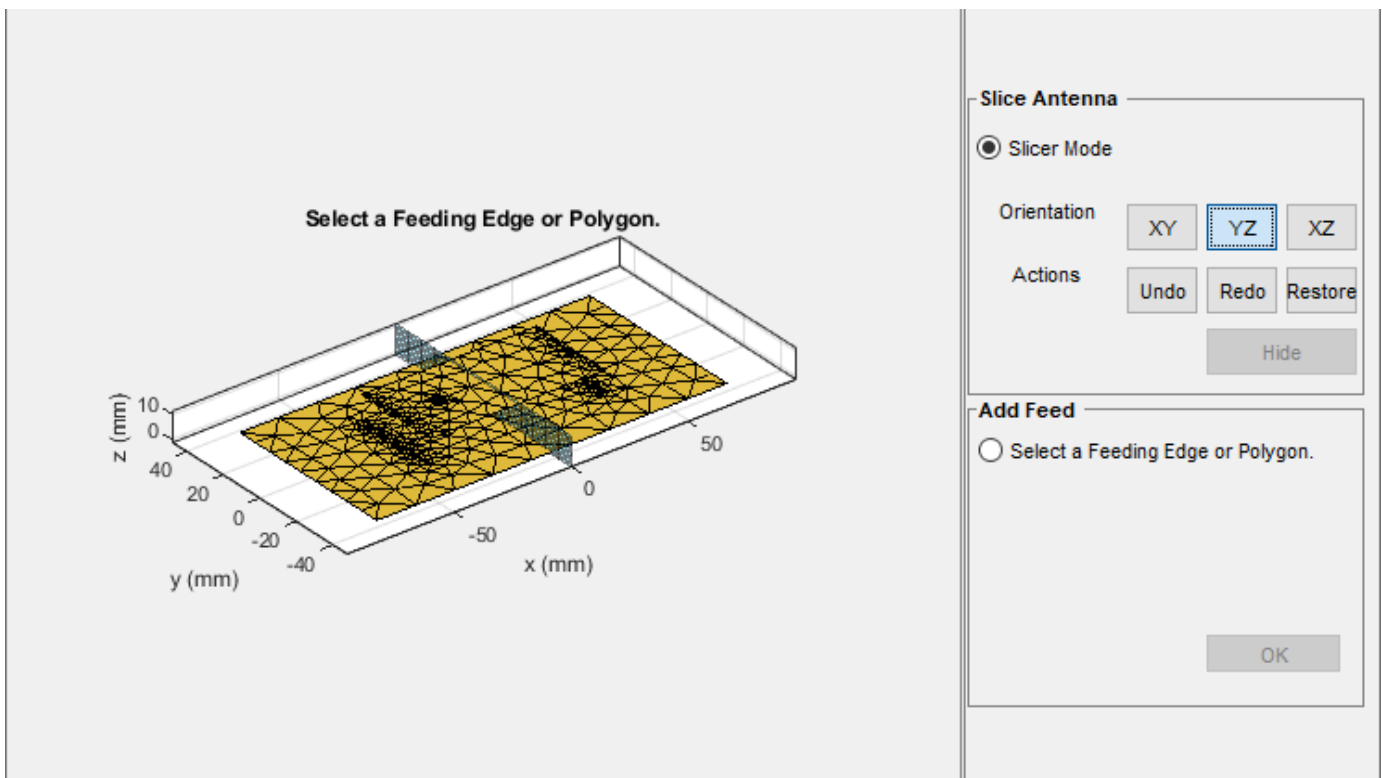 Select a Feeding Edge or Polygon.
z (mm)
10
0
40
20
0
-20
-40
y (mm)
-50
0
50
x (mm)
Slice Antenna
Slicer Mode
Orientation
XY YZ XZ
Actions
Undo Redo Restore
Hide
Add Feed
Select a Feeding Edge or Polygon.
OK